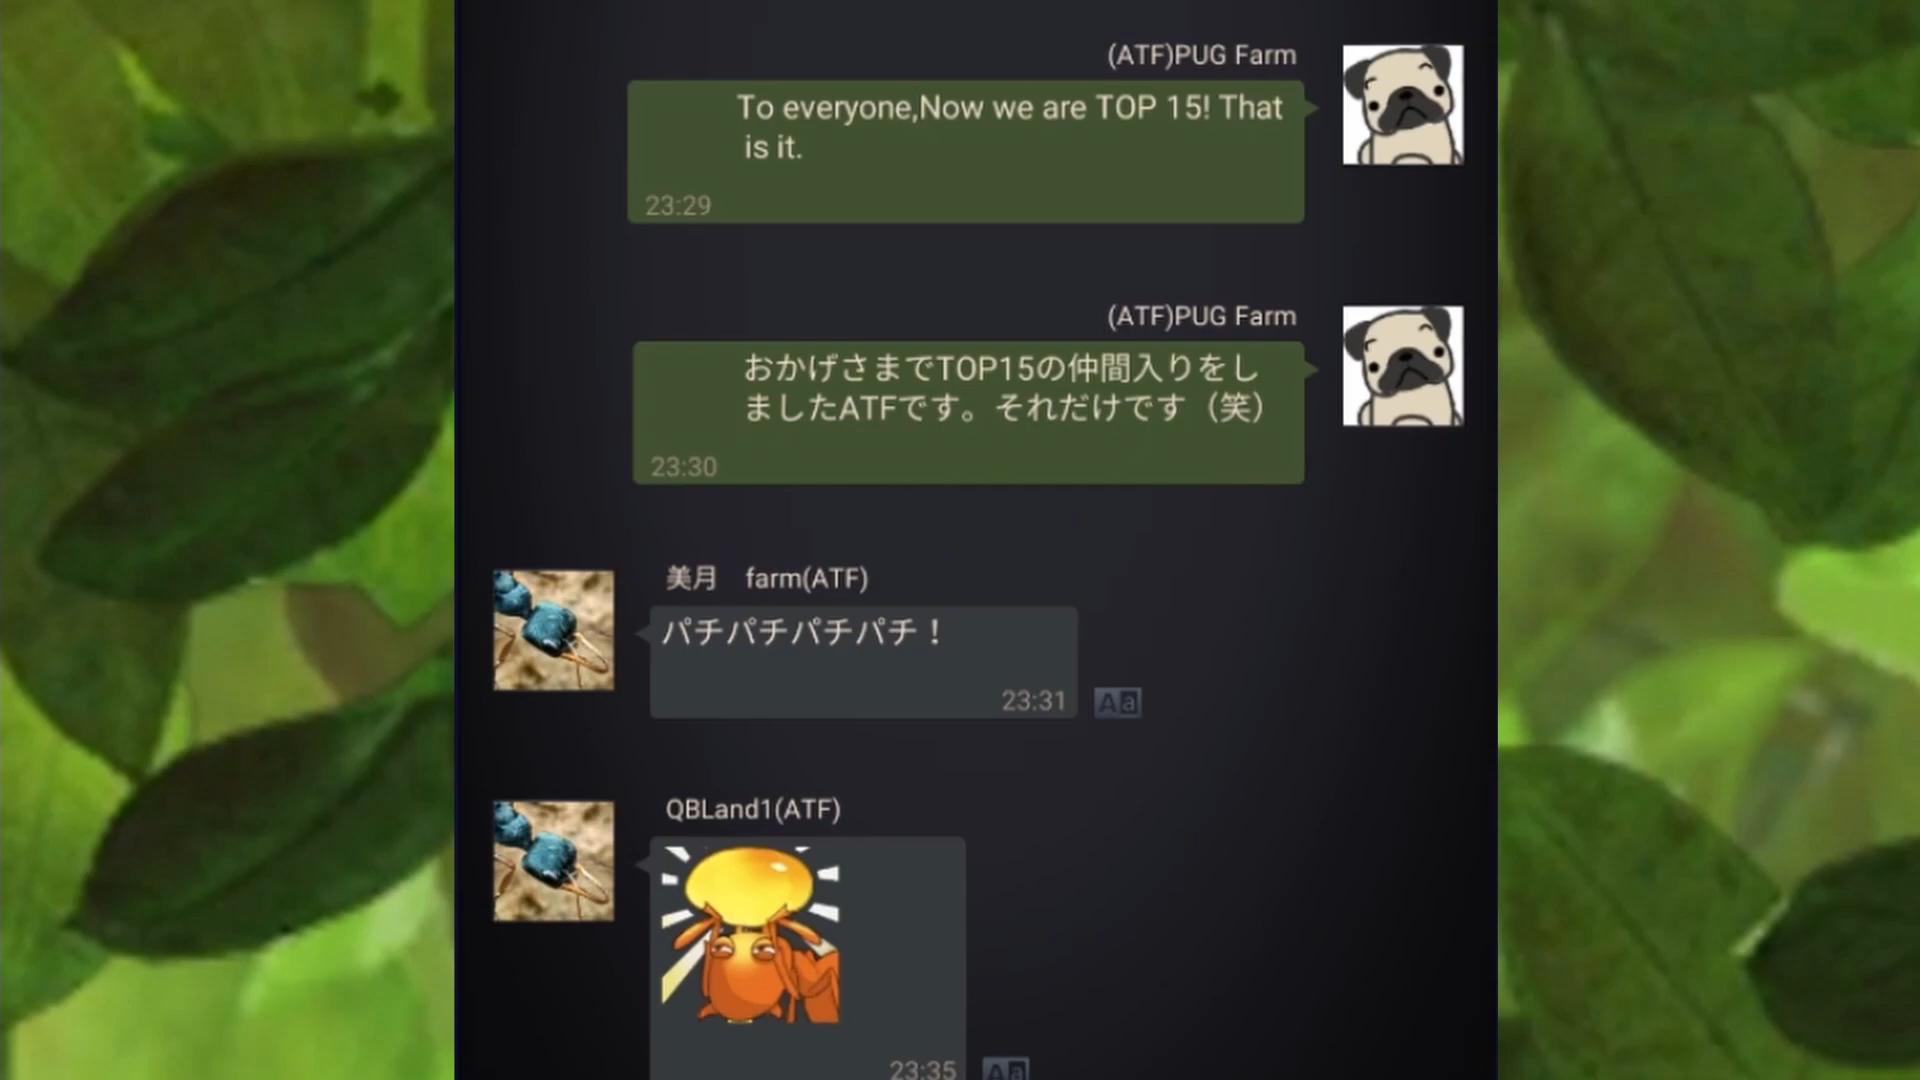 (ATF)PUG Farm
To everyone,Now we are TOP 15! That
is it.
23:29
(ATF)PUG Farm
おかげさまでTOP15の仲間入りをし
ましたATFです。それだけです（笑）
23:30
美月　farm(ATF)
パチパチパチパチ！
23:31
Aa
QBLand1(ATF)
23:35
Aa